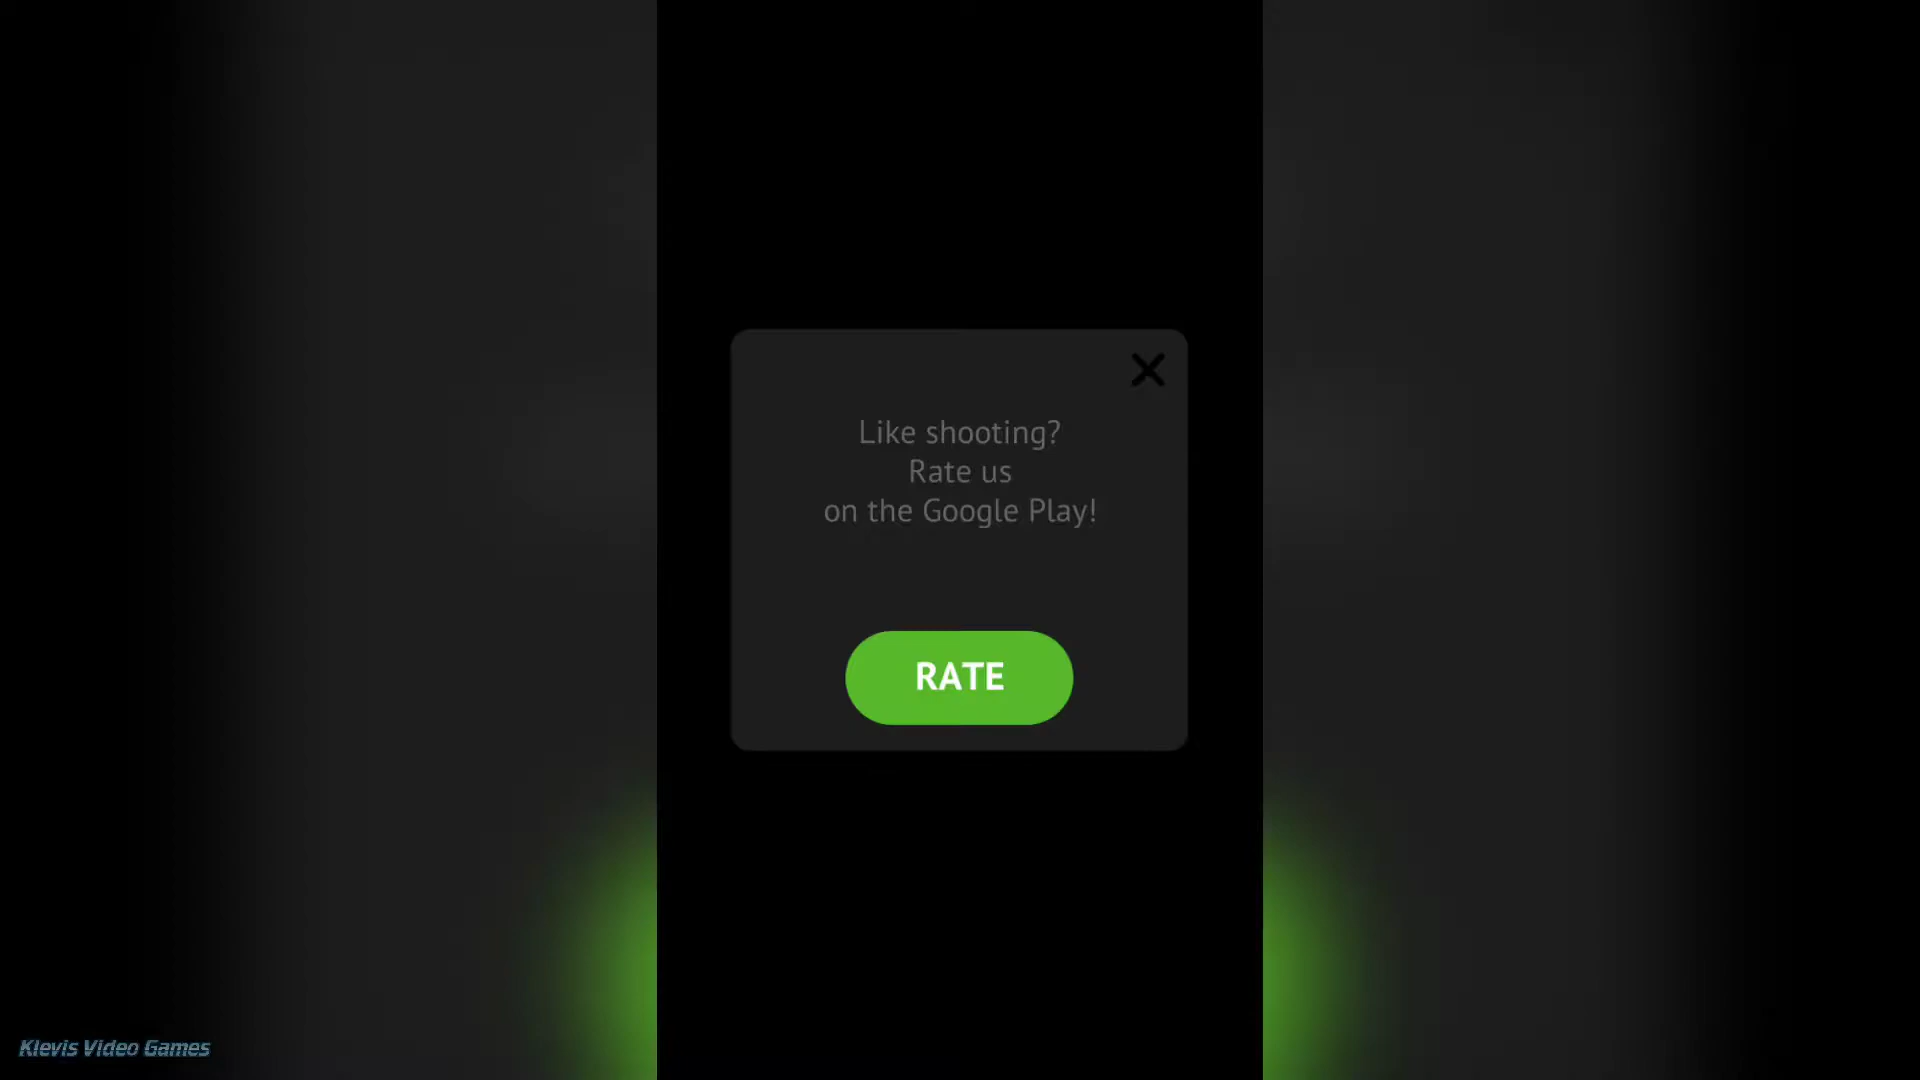 Like shooting?
Rate us
on the Google Play!
RATE
Klevis Video Games